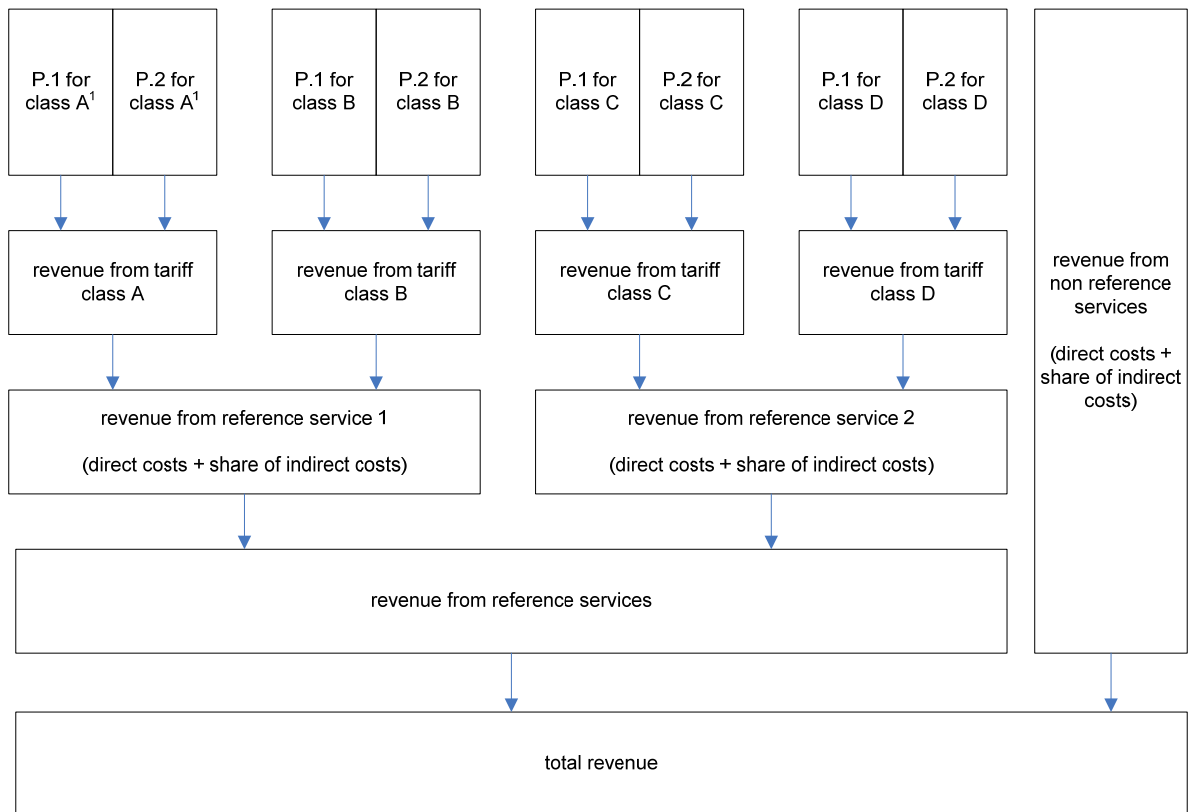 P.1 for
class A¹
P.2 for
class A¹
P.1 for
class B
P.2 for
class B
P.1 for
class C
P.2 for
class C
P.1 for
class D
P.2 for
class D
revenue from tariff
class A
revenue from tariff
class B
revenue from tariff
class C
revenue from tariff
class D
revenue from
non reference
services
(direct costs +
share of indirect
costs)
revenue from reference service 1
(direct costs + share of indirect costs)
revenue from reference service 2
(direct costs + share of indirect costs)
revenue from reference services
total revenue